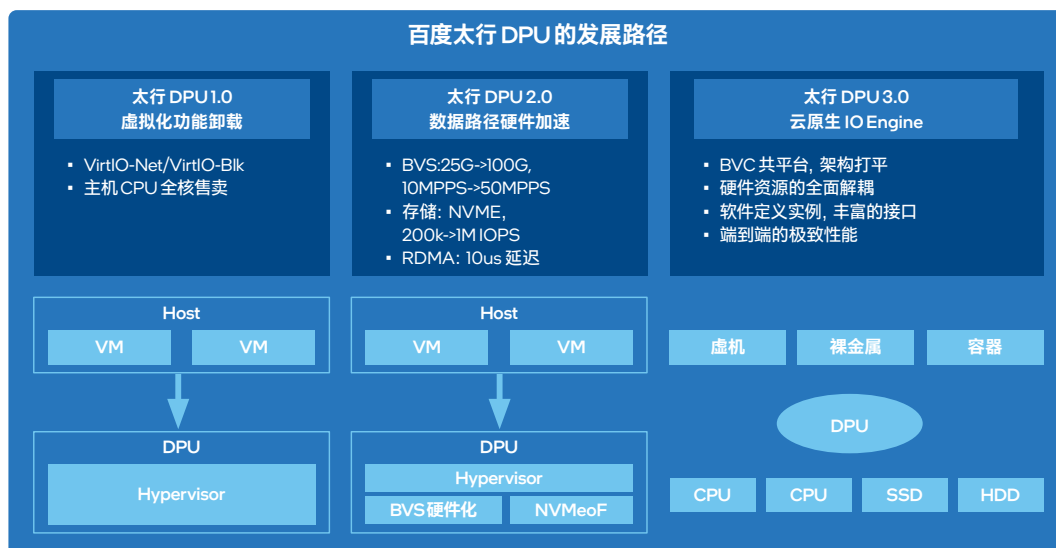 百度太行 DPU 的发展路径
太行 DPU 1.0
虚拟化功能卸载
▪ VirtIO-Net/VirtIO-Blk
▪ 主机 CPU 全核售卖
太行 DPU 2.0
数据路径硬件加速
▪ BVS:25G->100G,
10MPPS->50MPPS
▪ 存储: NVME,
200k->1M IOPS
▪ RDMA: 10us 延迟
太行 DPU 3.0
云原生 IO Engine
▪ BVC 共平台, 架构打平
▪ 硬件资源的全面解耦
▪ 软件定义实例, 丰富的接口
▪ 端到端的极致性能
Host
VM VM
DPU
Hypervisor
Host
VM VM
DPU
Hypervisor
BVS 硬件化 NVMeoF
虚机 裸金属 容器
DPU
CPU CPU SSD HDD